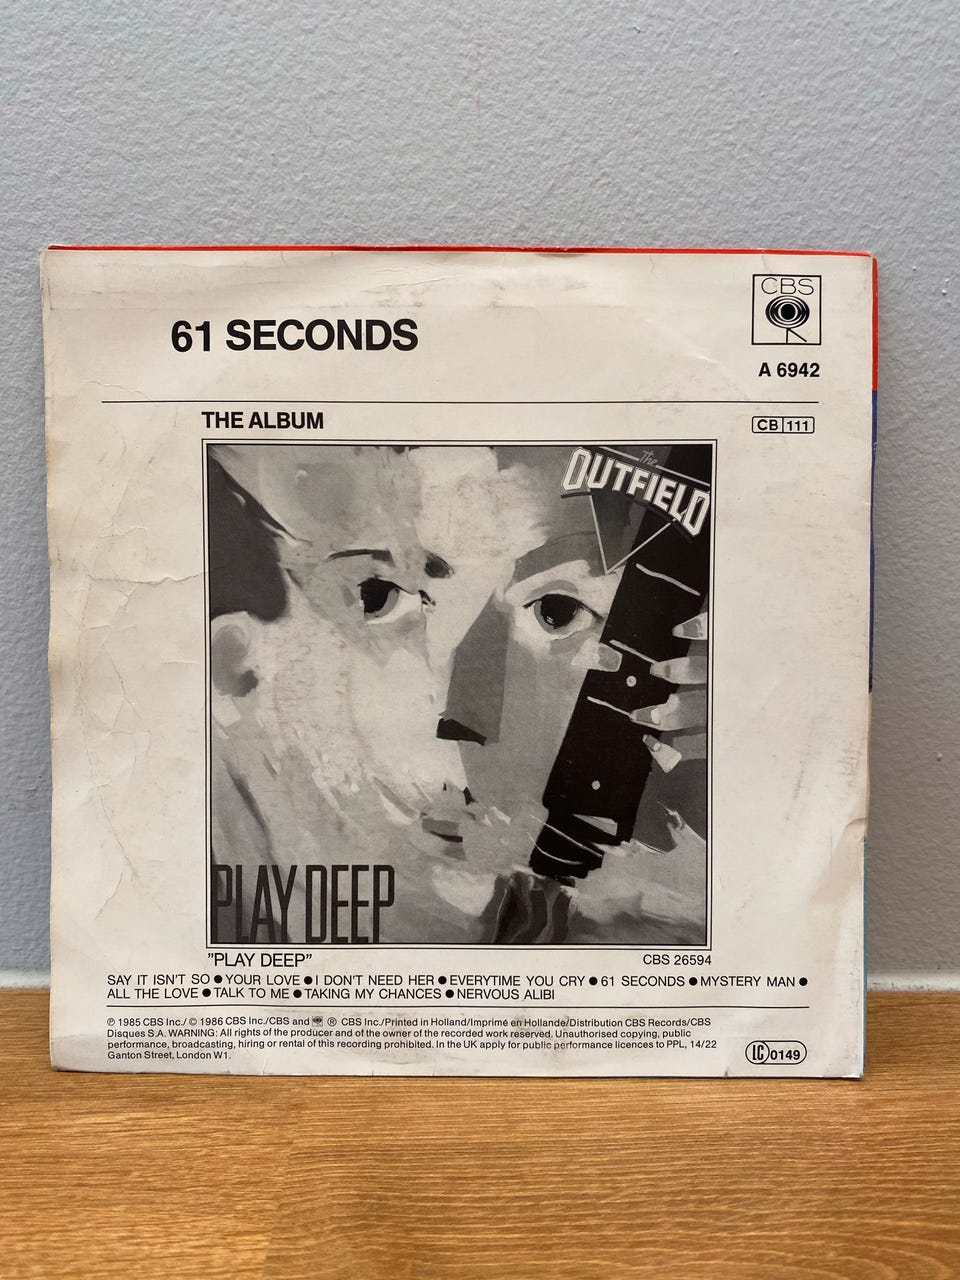 CBS
61 SECONDS
A 6942
THE ALBUM
CB 111
The
OUTFIELD
PLAY DEEP
"PLAY DEEP"
CBS 26594
SAY IT ISN'T SO ● YOUR LOVE ● I DON'T NEED HER ● EVERYTIME YOU CRY ● 61 SECONDS ● MYSTERY MAN ●
ALL THE LOVE ● TALK TO ME ● TAKING MY CHANCES ● NERVOUS ALIBI
℗ 1985 CBS Inc./ © 1986 CBS Inc./CBS and ® CBS Inc./Printed in Holland/Imprimé en Hollande/Distribution CBS Records/CBS
Disques S.A. WARNING: All rights of the producer and of the owner of the recorded work reserved. Unauthorised copying, public
performance, broadcasting, hiring or rental of this recording prohibited. In the UK apply for public performance licences to PPL, 14/22
Ganton Street, London W1.
LC 0149